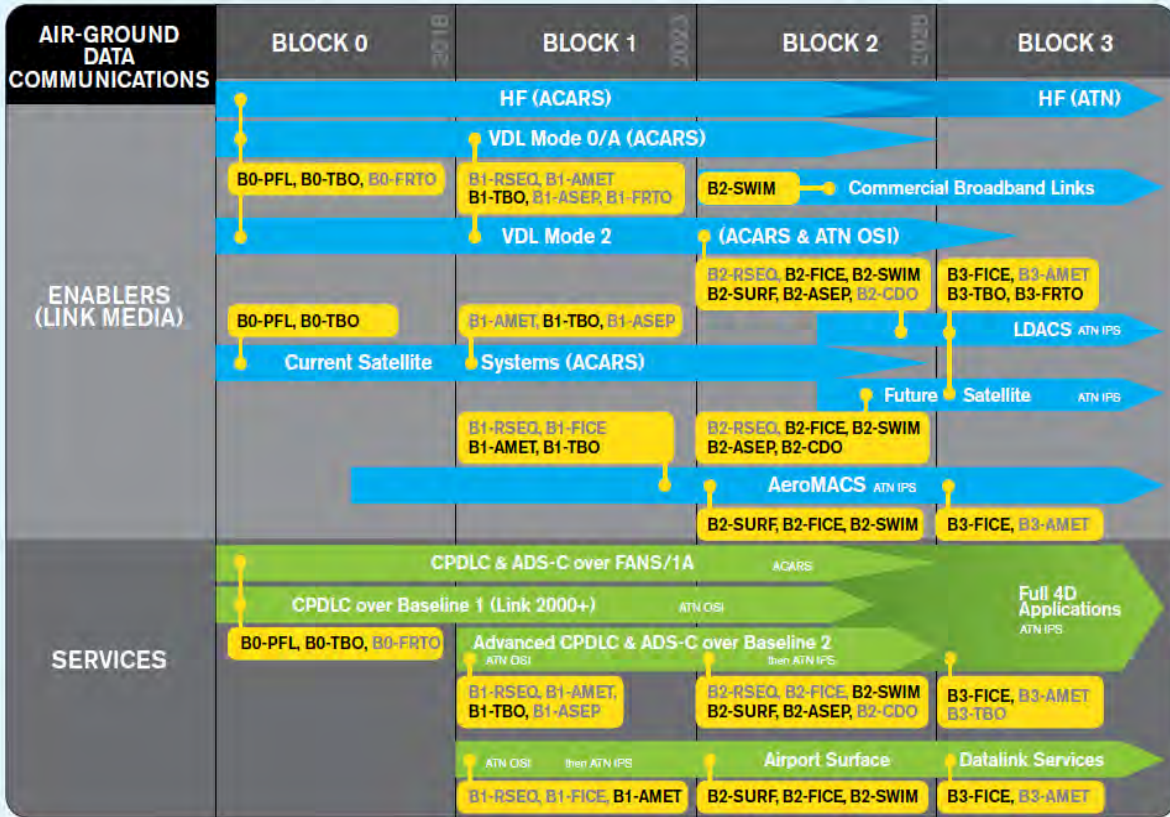 AIR-GROUND
DATA
COMMUNICATIONS
BLOCK 0
2018
BLOCK 1
2023
BLOCK 2
2028
BLOCK 3
HF (ACARS)
HF (ATN)
VDL Mode 0/A (ACARS)
B0-PFL, B0-TBO, B0-FRTO
B1-RSEQ, B1-AMET
B1-TBO, B1-ASEP, B1-FRTO
B2-SWIM
Commercial Broadband Links
VDL Mode 2
(ACARS & ATN OSI)
ENABLERS
(LINK MEDIA)
B2-RSEQ, B2-FICE, B2-SWIM
B2-SURF, B2-ASEP, B2-CDO
B3-FICE, B3-AMET
B3-TBO, B3-FRTO
B0-PFL, B0-TBO
B1-AMET, B1-TBO, B1-ASEP
LDACS ATN IPS
Current Satellite
Systems (ACARS)
Future
Satellite
ATN IPS
B1-RSEQ, B1-FICE
B1-AMET, B1-TBO
B2-RSEQ, B2-FICE, B2-SWIM
B2-ASEP, B2-CDO
AeroMACS ATN IPS
B2-SURF, B2-FICE, B2-SWIM
B3-FICE, B3-AMET
SERVICES
CPDLC & ADS-C over FANS/1A
ACARS
CPDLC over Baseline 1 (Link 2000+)
ATN OSI
Full 4D
Applications
ATN IPS
B0-PFL, B0-TBO, B0-FRTO
Advanced CPDLC & ADS-C over Baseline 2
ATN OSI
then ATN IPS
B1-RSEQ, B1-AMET,
B1-TBO, B1-ASEP
B2-RSEQ, B2-FICE, B2-SWIM
B2-SURF, B2-ASEP, B2-CDO
B3-FICE, B3-AMET
B3-TBO
ATN OSI
then ATN IPS
Airport Surface
Datalink Services
B1-RSEQ, B1-FICE, B1-AMET
B2-SURF, B2-FICE, B2-SWIM
B3-FICE, B3-AMET